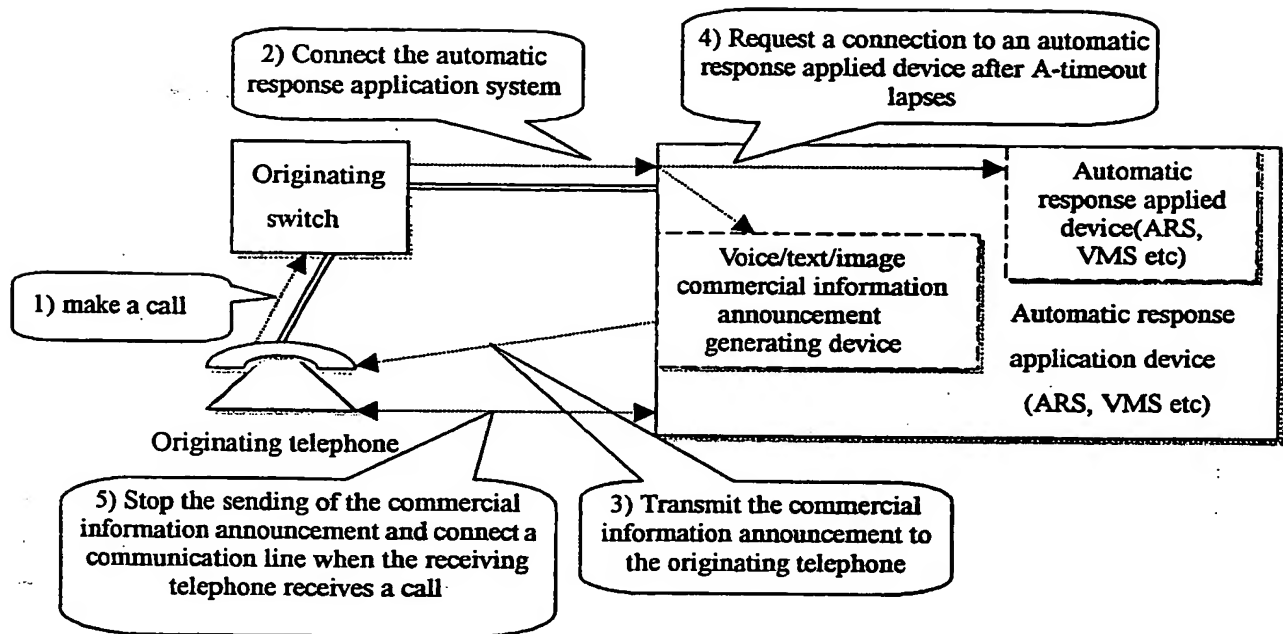 2) Connect the automatic
response application system
4) Request a connection to an automatic
response applied device after A-timeout
lapses
Originating
switch
Automatic
response applied
device(ARS,
VMS etc)
Voice/text/image
commercial information
announcement
generating device
1) make a call
Automatic response
application device
(ARS, VMS etc)
Originating telephone
5) Stop the sending of the commercial
information announcement and connect a
communication line when the receiving
telephone receives a call
3) Transmit the commercial
information announcement to
the originating telephone